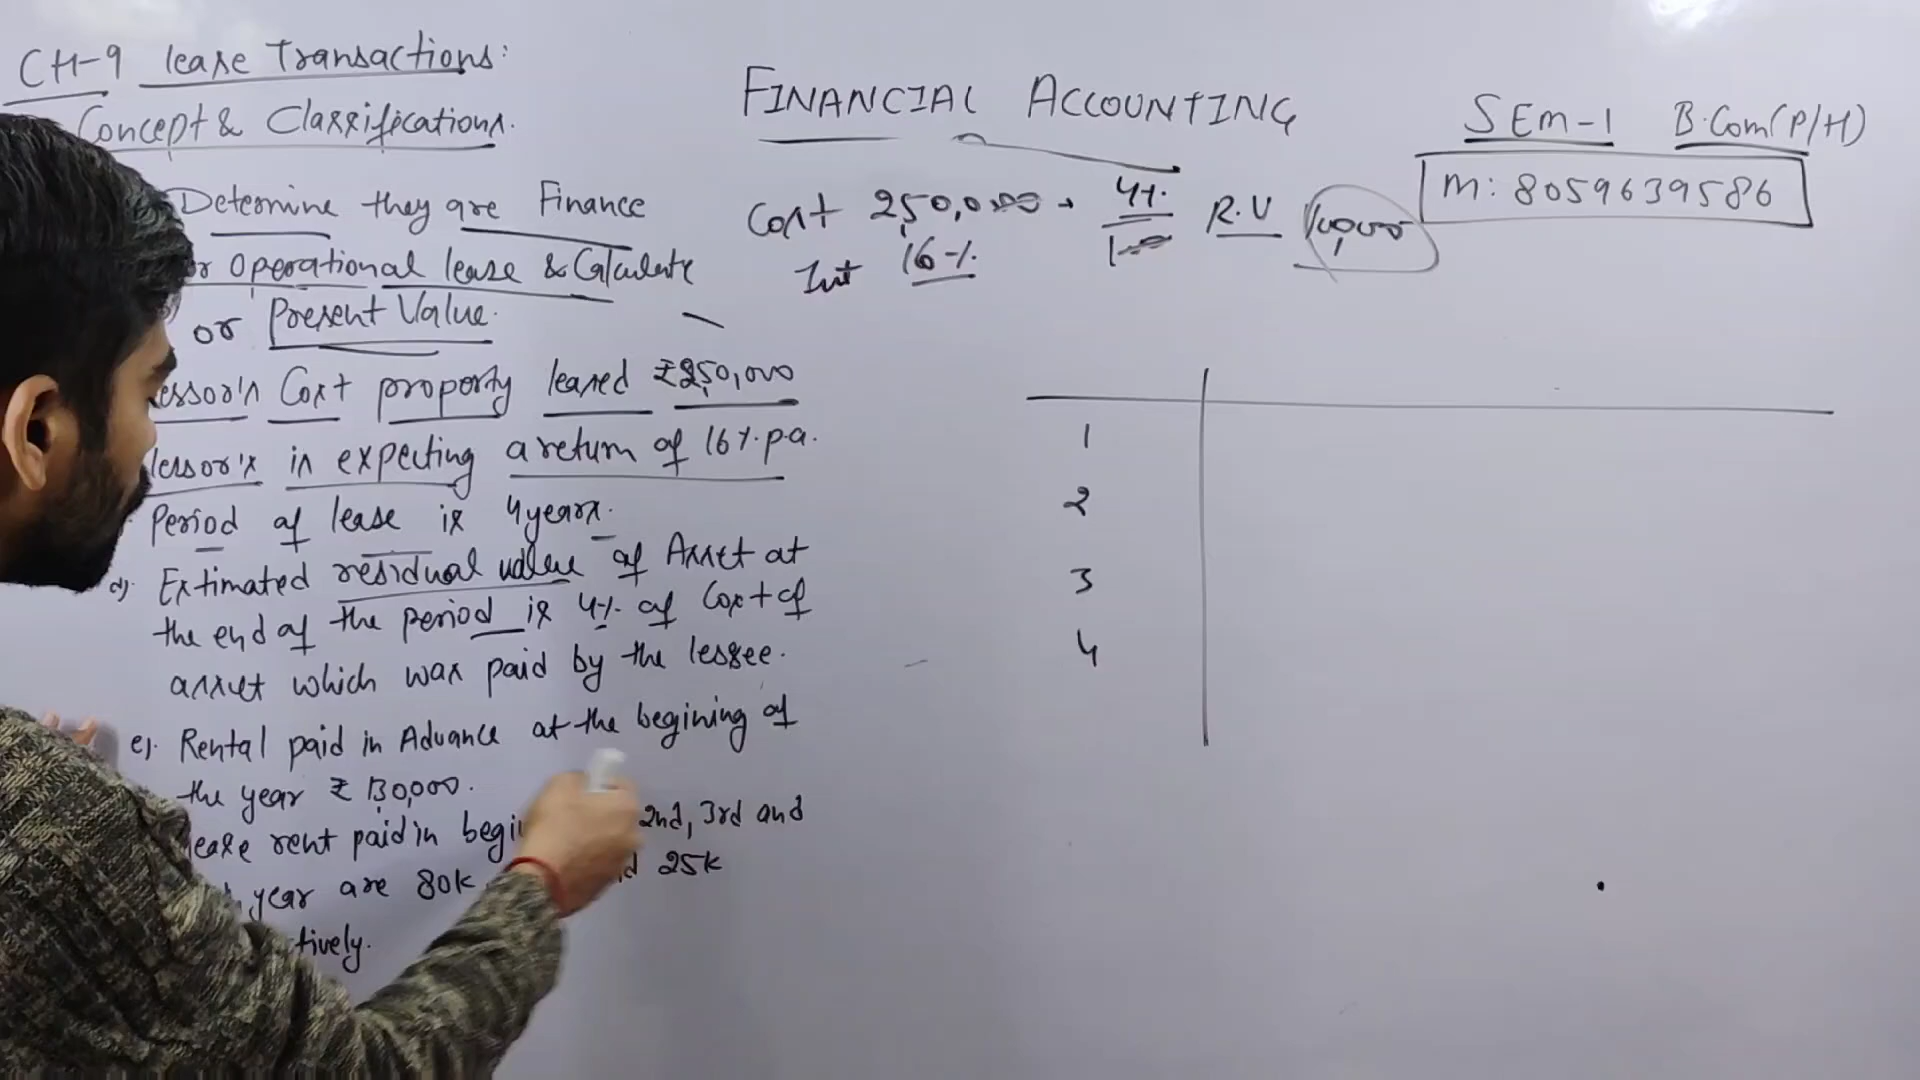 CH-9 lease Transactions:
Concept & Classifications.
FINANCIAL ACCOUNTING
SEM-1 B.Com(P/H)
M: 8059639586
Determine they are Finance
or Operational lease & Calculate
or Present Value.
Cost 250,000 × 4% / 100 R.V 10,000
Int 16%
essor's Cost property leased ₹250,000
lessor's is expecting a return of 16% p.a.
Period of lease is 4 years.
d). Estimated residual value of Asset at
the end of the period is 4% of Cost of
asset which was paid by the lessee.
e). Rental paid in Advance at the begining of
the year ₹ 130,000.
ease rent paid in begi 2nd, 3rd and
year are 80k 25k
tively.
1
2
3
4